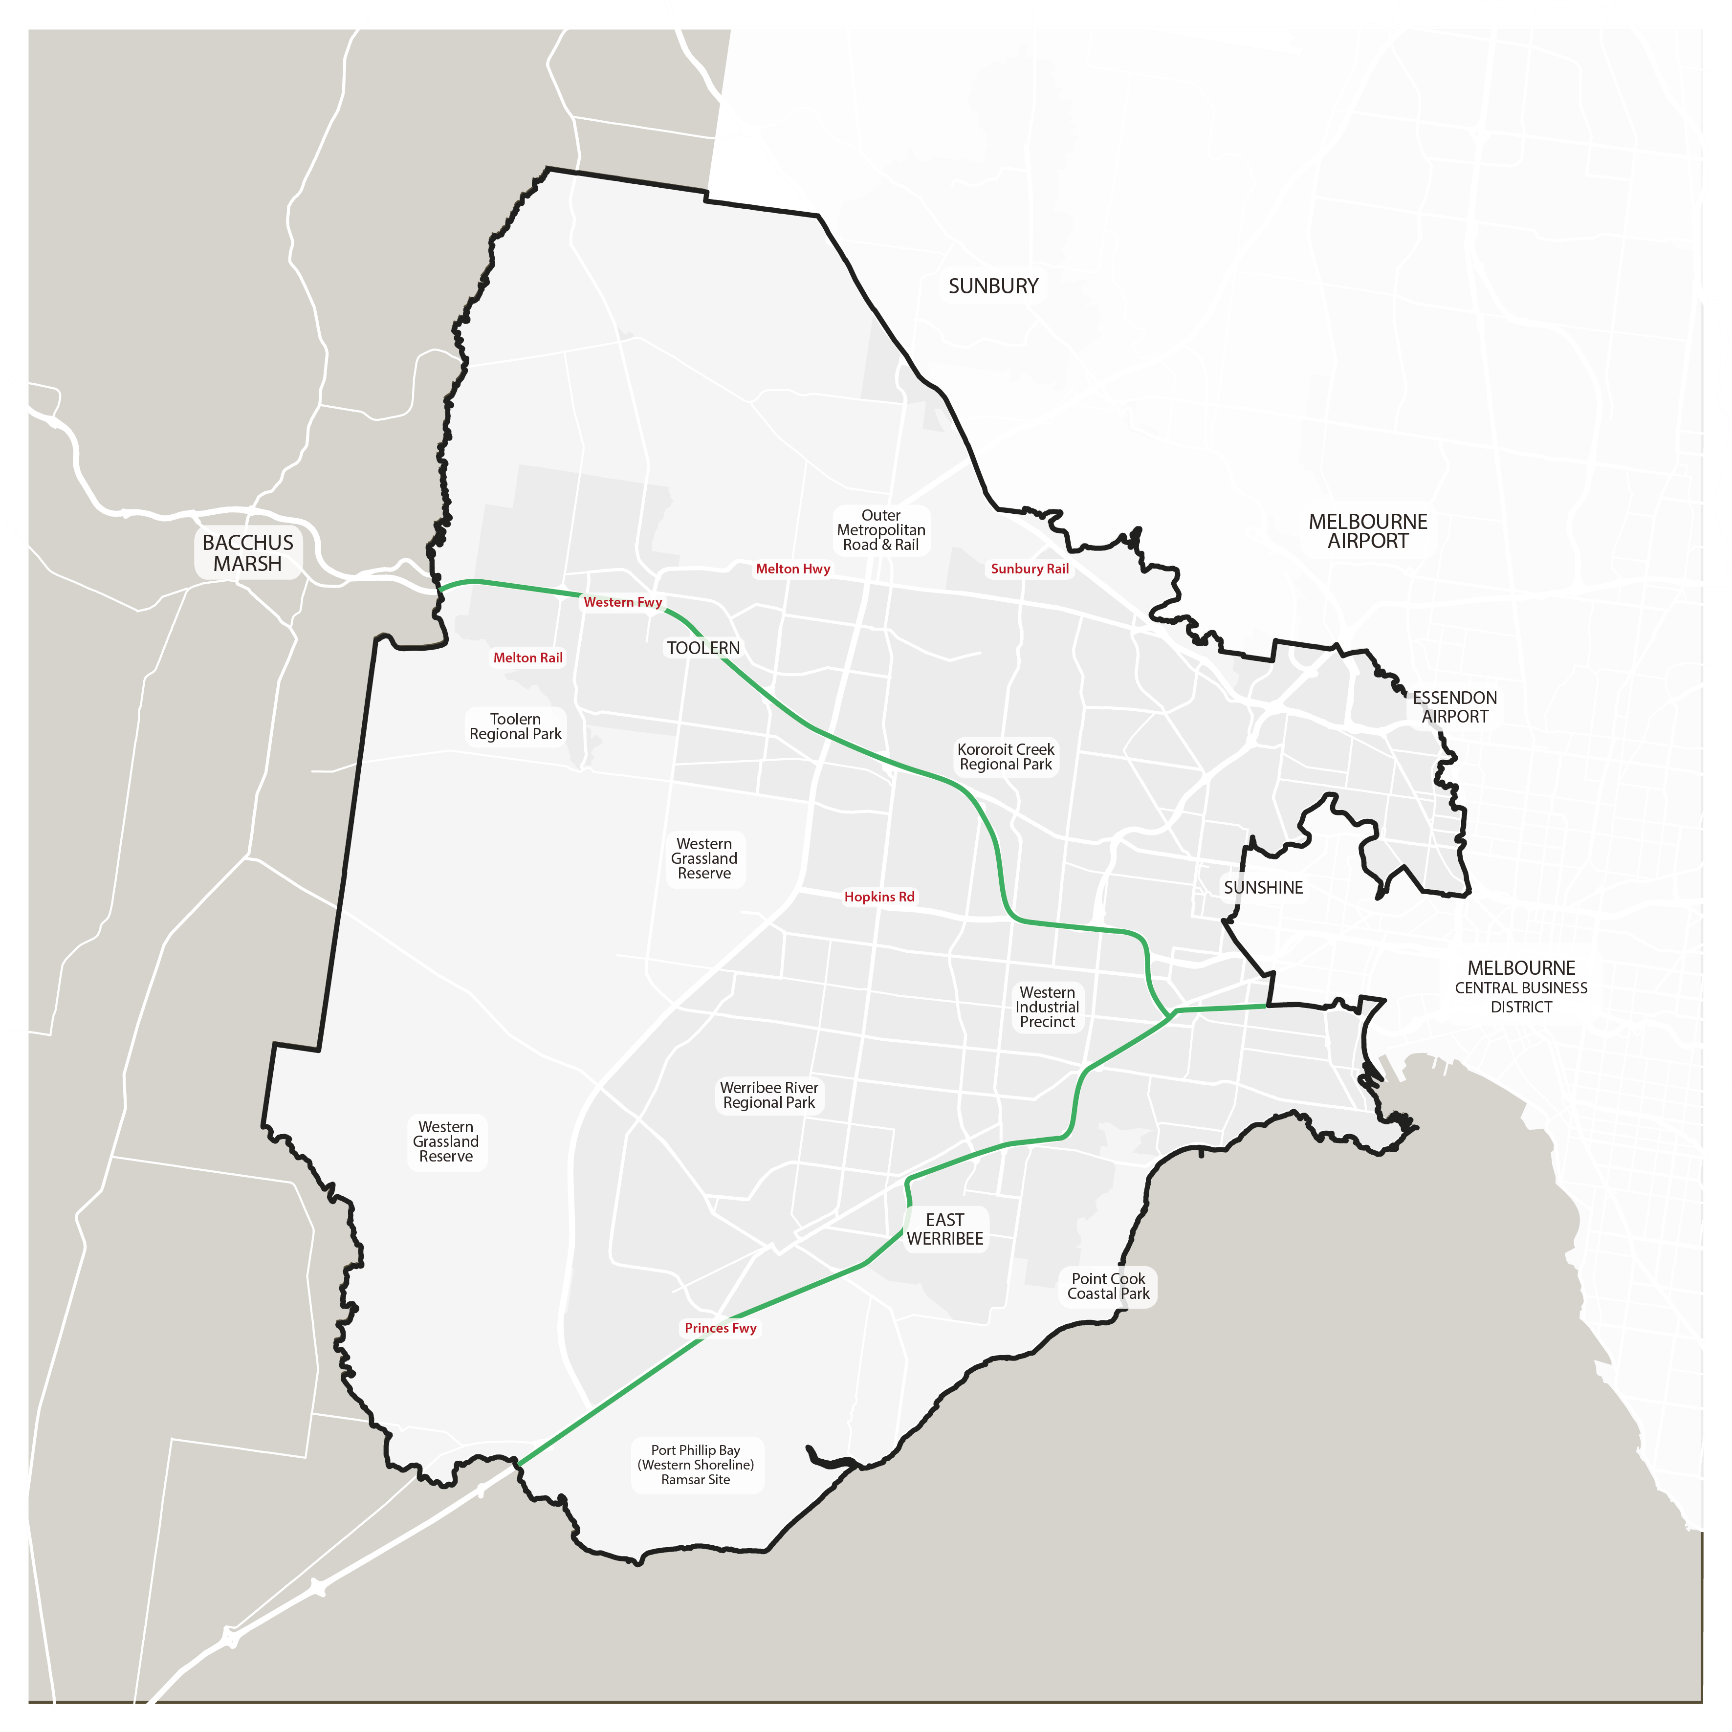 SUNBURY
Outer
Metropolitan
Road & Rail
MELBOURNE
AIRPORT
BACCHUS
MARSH
Melton Hwy
Sunbury Rail
Western Fwy
TOOLERN
Melton Rail
ESSENDON
AIRPORT
Toolern
Regional Park
Kororoit Creek
Regional Park
Western
Grassland
Reserve
SUNSHINE
Hopkins Rd
MELBOURNE
CENTRAL BUSINESS
DISTRICT
Western
Industrial
Precinct
Werribee River
Regional Park
Western
Grassland
Reserve
EAST
WERRIBEE
Point Cook
Coastal Park
Princes Fwy
Port Phillip Bay
(Western Shoreline)
Ramsar Site